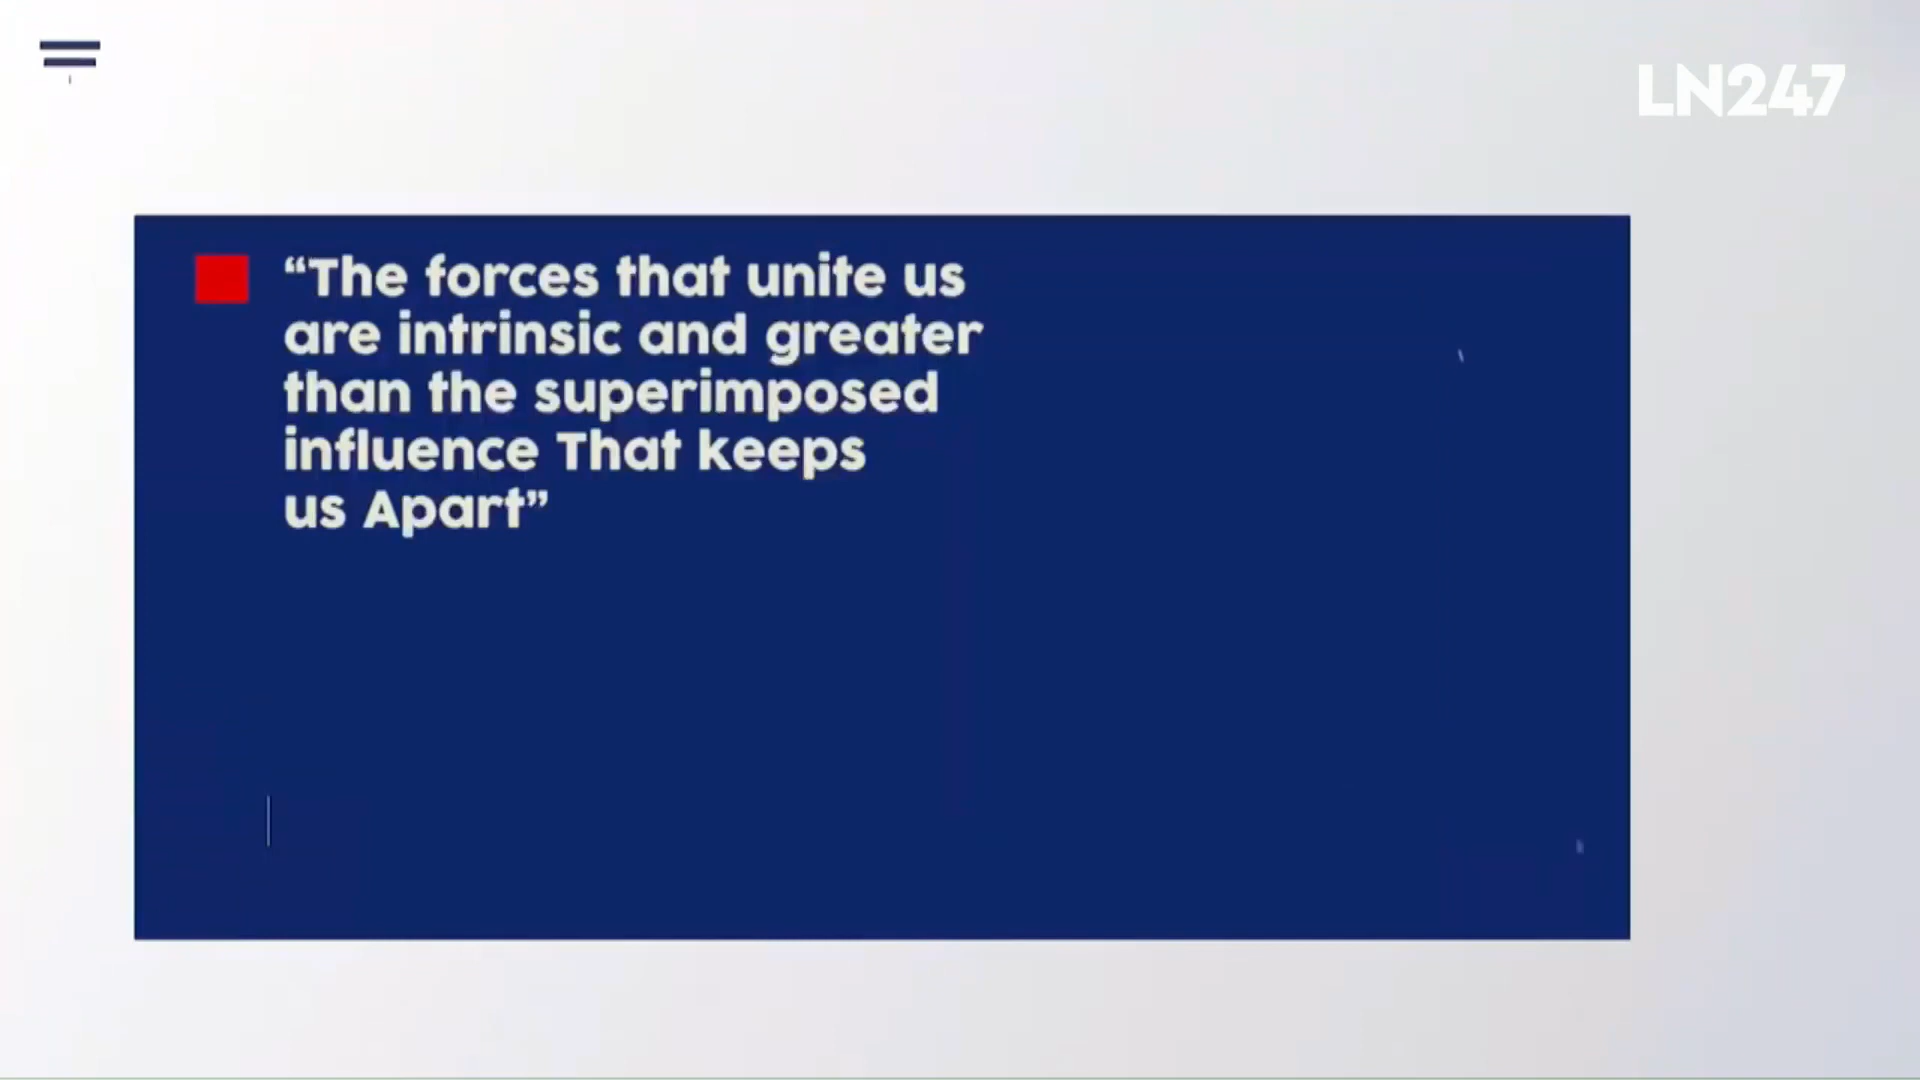 LN247
“The forces that unite us
are intrinsic and greater
than the superimposed
influence That keeps
us Apart”